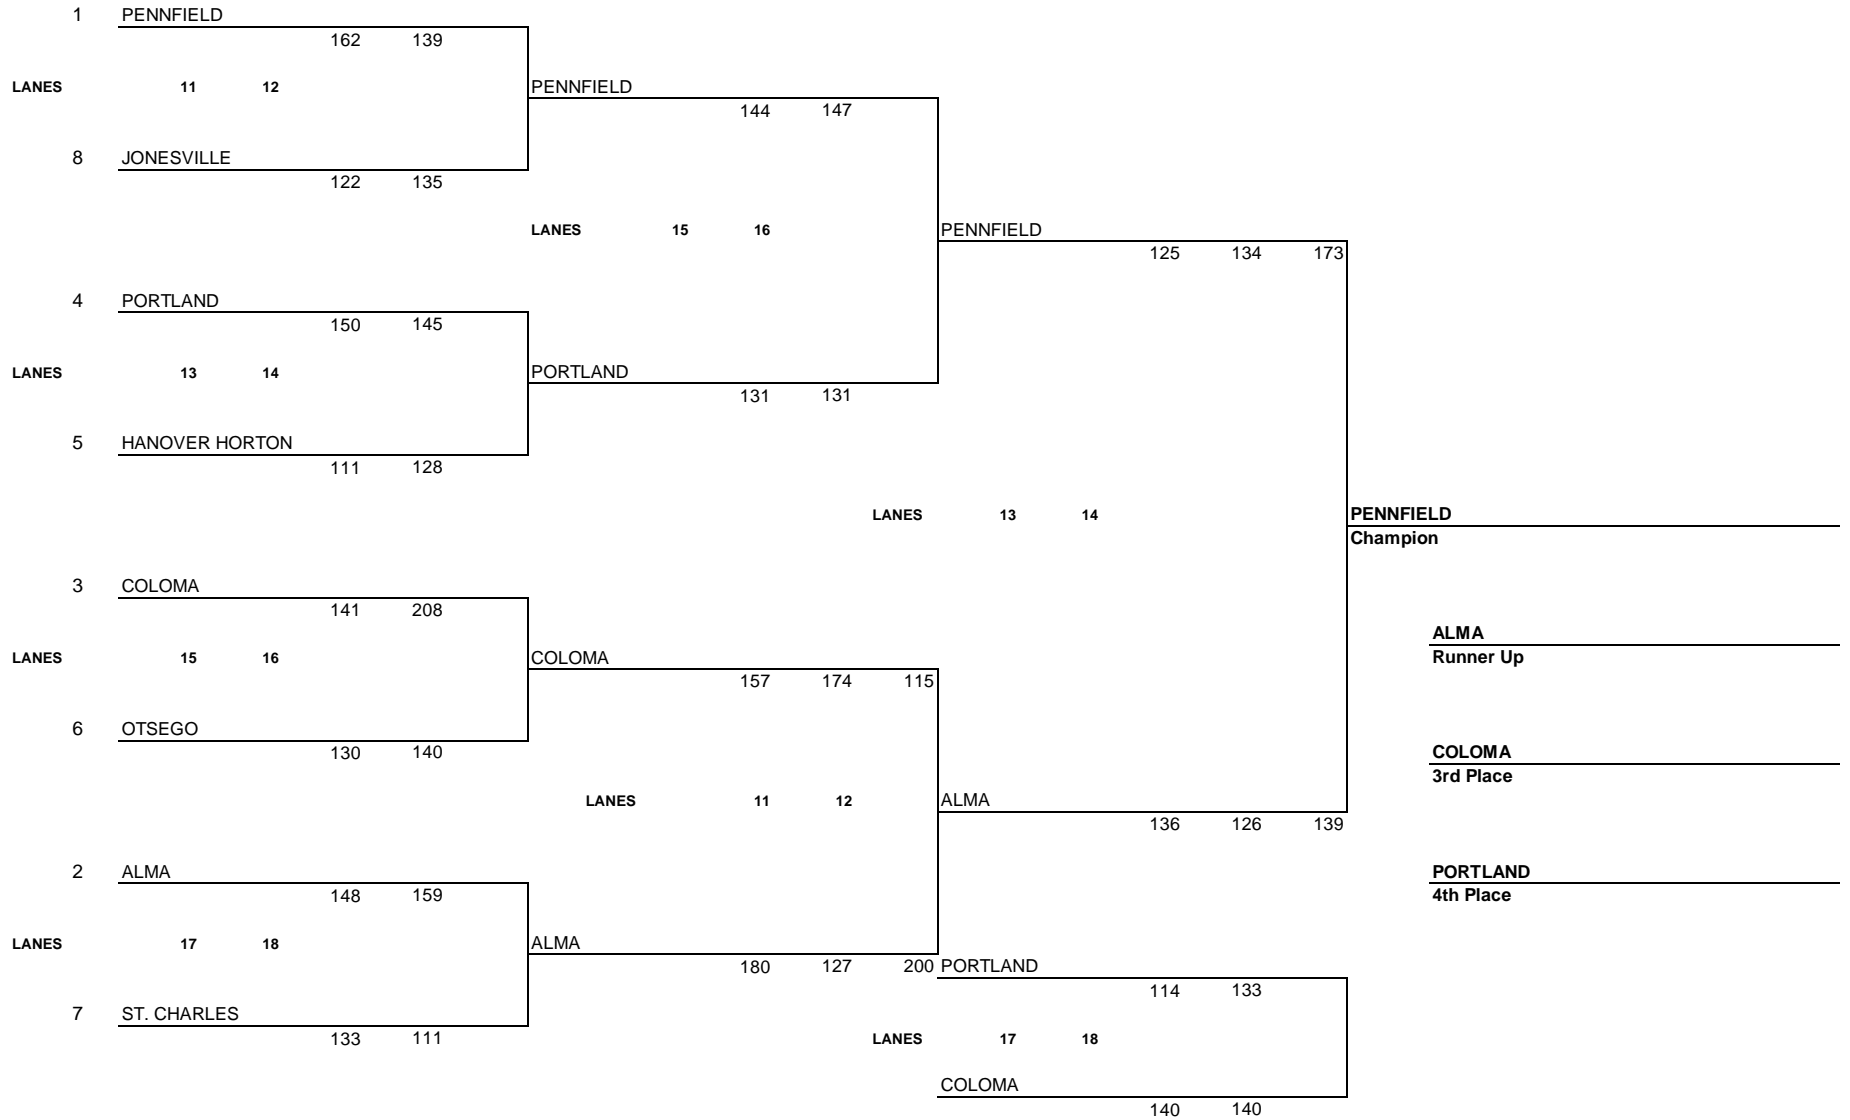 1 PENNFIELD
162 139
LANES 11 12 PENNFIELD
144 147
8 JONESVILLE
122 135
LANES 15 16 PENNFIELD
125 134 173
4 PORTLAND
150 145
LANES 13 14 PORTLAND
131 131
5 HANOVER HORTON
111 128
LANES 13 14 PENNFIELD
Champion
3 COLOMA
141 208
ALMA
LANES 15 16 COLOMA Runner Up
157 174 115
6 OTSEGO
130 140 COLOMA
3rd Place
LANES 11 12 ALMA
136 126 139
2 ALMA PORTLAND
148 159 4th Place
LANES 17 18 ALMA
180 127 200 PORTLAND
114 133
7 ST. CHARLES
133 111 LANES 17 18
COLOMA
140 140